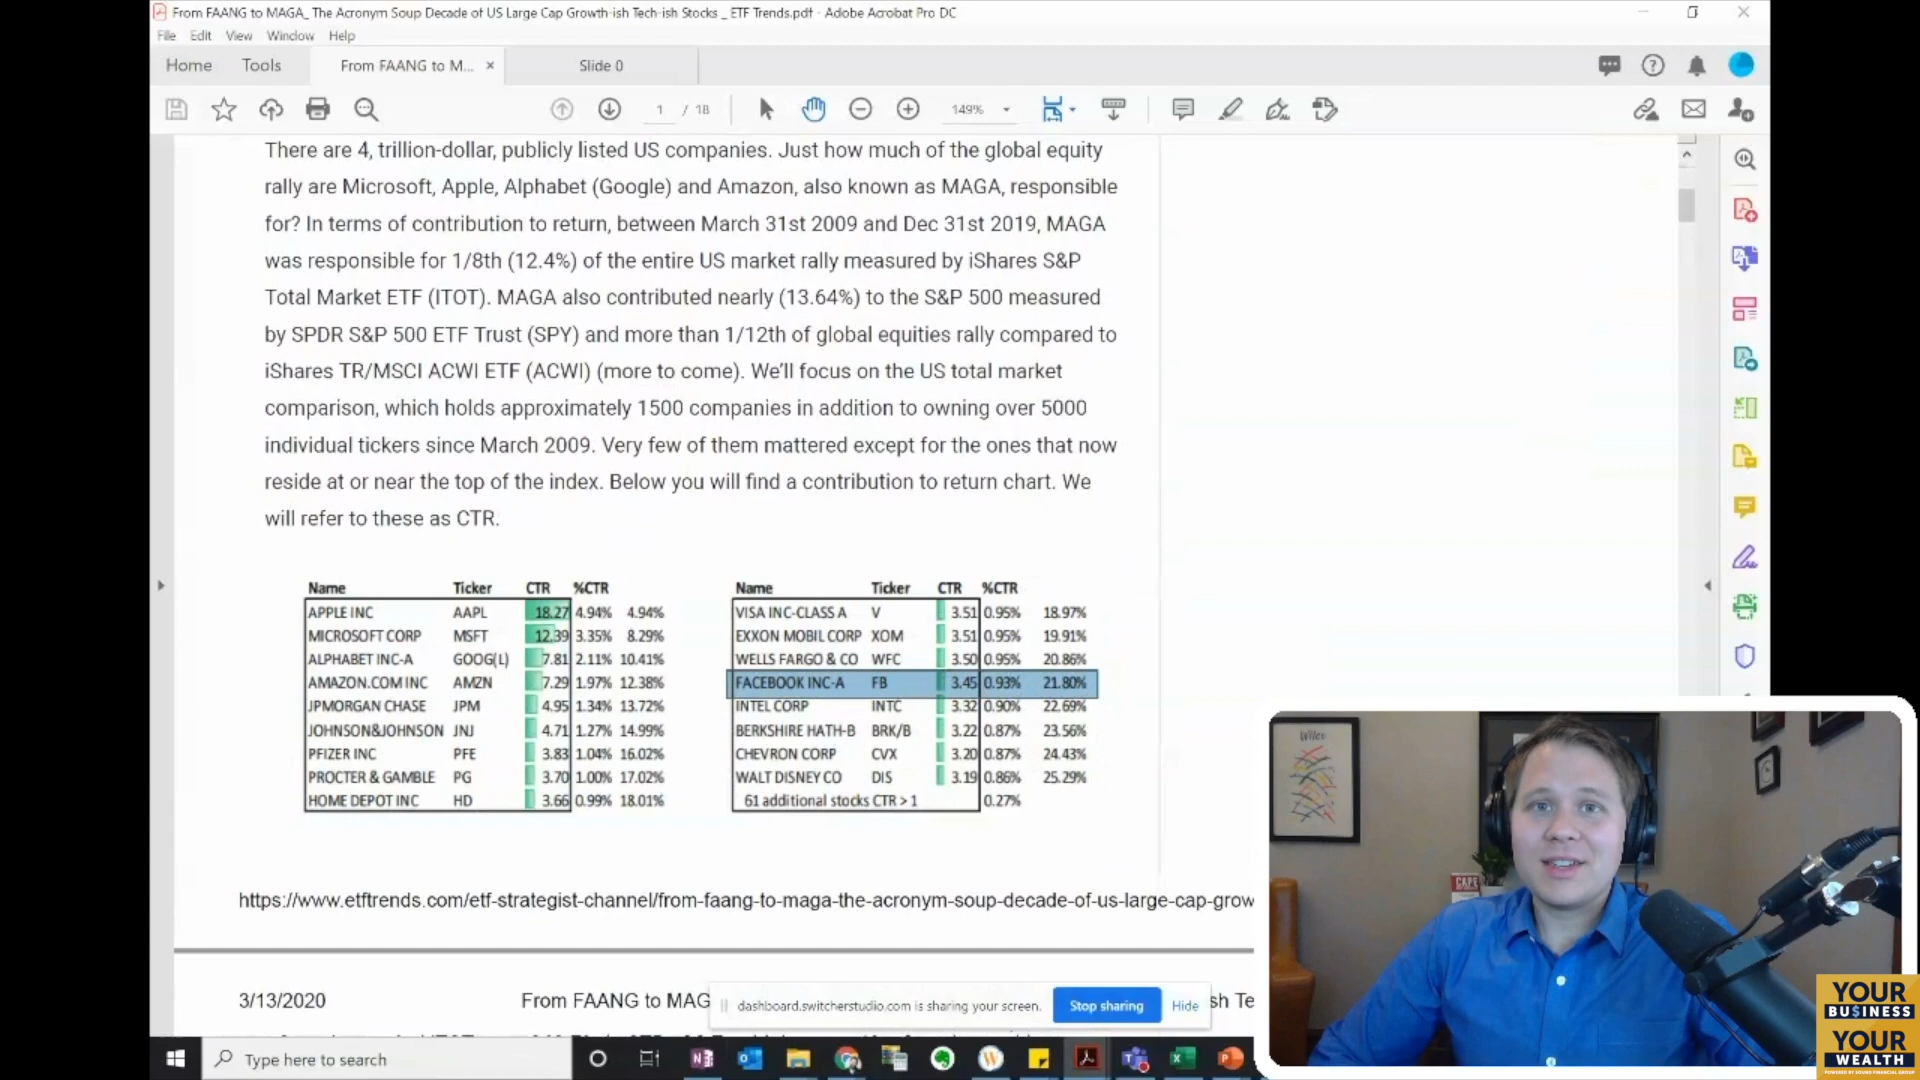 From FAANG to MAGA_ The Acronym Soup Decade of US Large Cap Growth-ish Tech-ish Stocks _ ETF Trends.pdf - Adobe Acrobat Pro DC
File Edit View Window Help
Home Tools From FAANG to M... × Slide 0
1 / 18 149%
There are 4, trillion-dollar, publicly listed US companies. Just how much of the global equity
rally are Microsoft, Apple, Alphabet (Google) and Amazon, also known as MAGA, responsible
for? In terms of contribution to return, between March 31st 2009 and Dec 31st 2019, MAGA
was responsible for 1/8th (12.4%) of the entire US market rally measured by iShares S&P
Total Market ETF (ITOT). MAGA also contributed nearly (13.64%) to the S&P 500 measured
by SPDR S&P 500 ETF Trust (SPY) and more than 1/12th of global equities rally compared to
iShares TR/MSCI ACWI ETF (ACWI) (more to come). We'll focus on the US total market
comparison, which holds approximately 1500 companies in addition to owning over 5000
individual tickers since March 2009. Very few of them mattered except for the ones that now
reside at or near the top of the index. Below you will find a contribution to return chart. We
will refer to these as CTR.
Name Ticker CTR %CTR
APPLE INC AAPL 18.27 4.94% 4.94%
MICROSOFT CORP MSFT 12.39 3.35% 8.29%
ALPHABET INC-A GOOG(L) 7.81 2.11% 10.41%
AMAZON.COM INC AMZN 7.29 1.97% 12.38%
JPMORGAN CHASE JPM 4.95 1.34% 13.72%
JOHNSON&JOHNSON JNJ 4.71 1.27% 14.99%
PFIZER INC PFE 3.83 1.04% 16.02%
PROCTER & GAMBLE PG 3.70 1.00% 17.02%
HOME DEPOT INC HD 3.66 0.99% 18.01%
Name Ticker CTR %CTR
VISA INC-CLASS A V 3.51 0.95% 18.97%
EXXON MOBIL CORP XOM 3.51 0.95% 19.91%
WELLS FARGO & CO WFC 3.50 0.95% 20.86%
FACEBOOK INC-A FB 3.45 0.93% 21.80%
INTEL CORP INTC 3.32 0.90% 22.69%
BERKSHIRE HATH-B BRK/B 3.22 0.87% 23.56%
CHEVRON CORP CVX 3.20 0.87% 24.43%
WALT DISNEY CO DIS 3.19 0.86% 25.29%
61 additional stocks CTR > 1 0.27%
https://www.etftrends.com/etf-strategist-channel/from-faang-to-maga-the-acronym-soup-decade-of-us-large-cap-grow
3/13/2020 From FAANG to MAG
sh Te
dashboard.switcherstudio.com is sharing your screen. Stop sharing Hide
Type here to search
Wiley
CAPE
YOUR
BU$INESS
YOUR
WEALTH
POWERED BY SOUND FINANCIAL GROUP